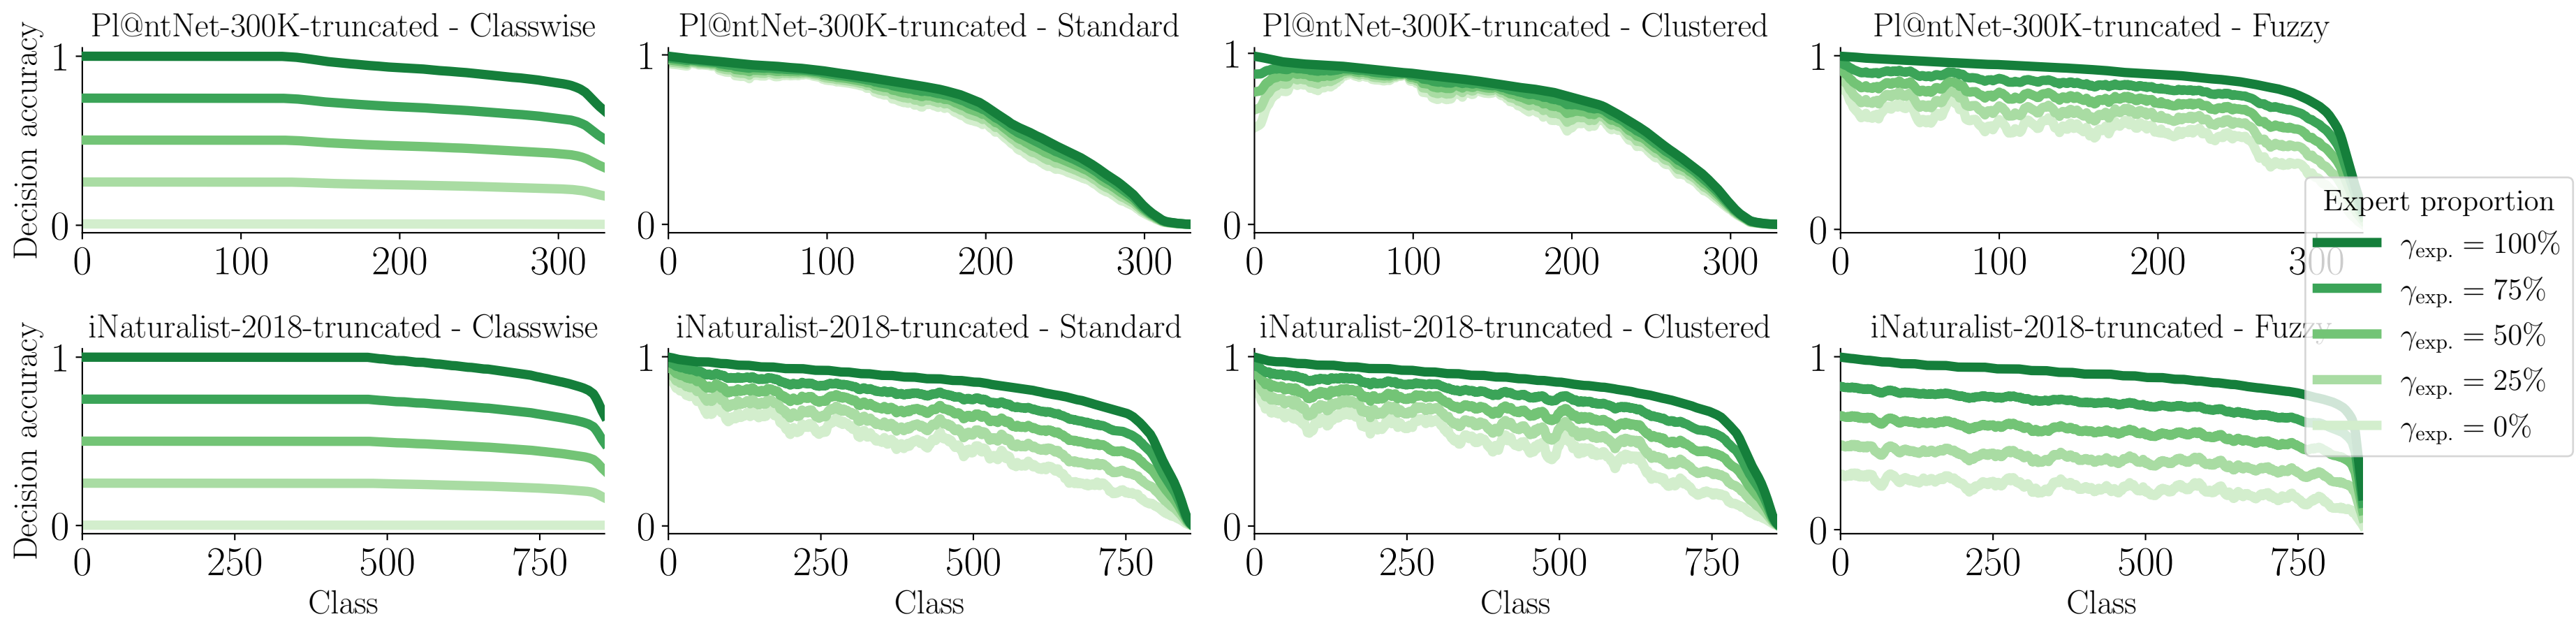 Pl@ntNet-300K-truncated - Classwise
Pl@ntNet-300K-truncated - Standard
Pl@ntNet-300K-truncated - Clustered
Pl@ntNet-300K-truncated - Fuzzy
Decision accuracy
1
0
0 100 200 300
1
0
0 100 200 300
1
0
0 100 200 300
1
0
0 100 200 300
Expert proportion
γexp. = 100%
γexp. = 75%
γexp. = 50%
γexp. = 25%
γexp. = 0%
iNaturalist-2018-truncated - Classwise
iNaturalist-2018-truncated - Standard
iNaturalist-2018-truncated - Clustered
iNaturalist-2018-truncated - Fuzzy
Decision accuracy
1
0
0 250 500 750
Class
1
0
0 250 500 750
Class
1
0
0 250 500 750
Class
1
0
0 250 500 750
Class